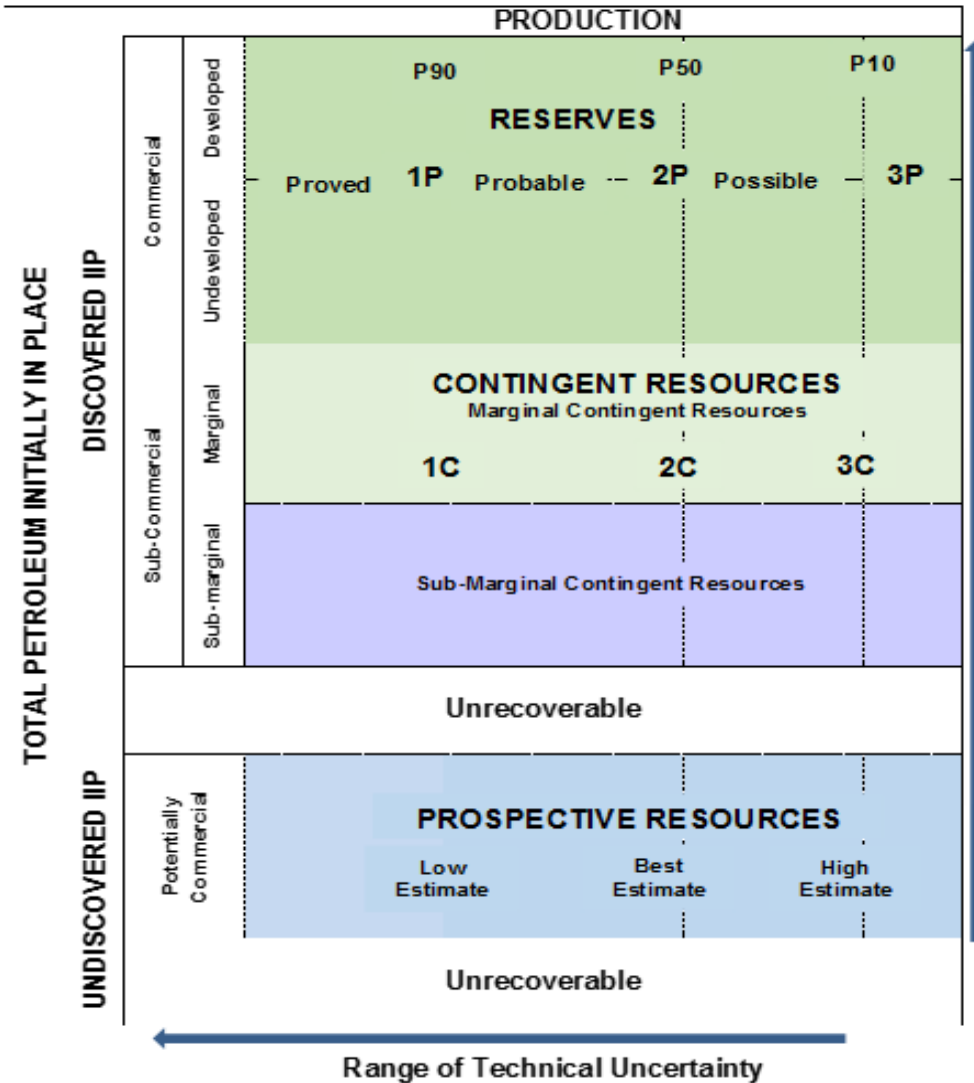 PRODUCTION
P90 P50 P10
RESERVES
Proved 1P Probable 2P Possible 3P
CONTINGENT RESOURCES
Marginal Contingent Resources
1C 2C 3C
Sub-Marginal Contingent Resources
Unrecoverable
PROSPECTIVE RESOURCES
Low Estimate
Best Estimate
High Estimate
Unrecoverable
Range of Technical Uncertainty
TOTAL PETROLEUM INITIALLY IN PLACE
DISCOVERED IIP
UNDISCOVERED IIP
Commercial
Sub-Commercial
Potentially
Commercial
Developed
Undeveloped
Marginal
Sub-marginal